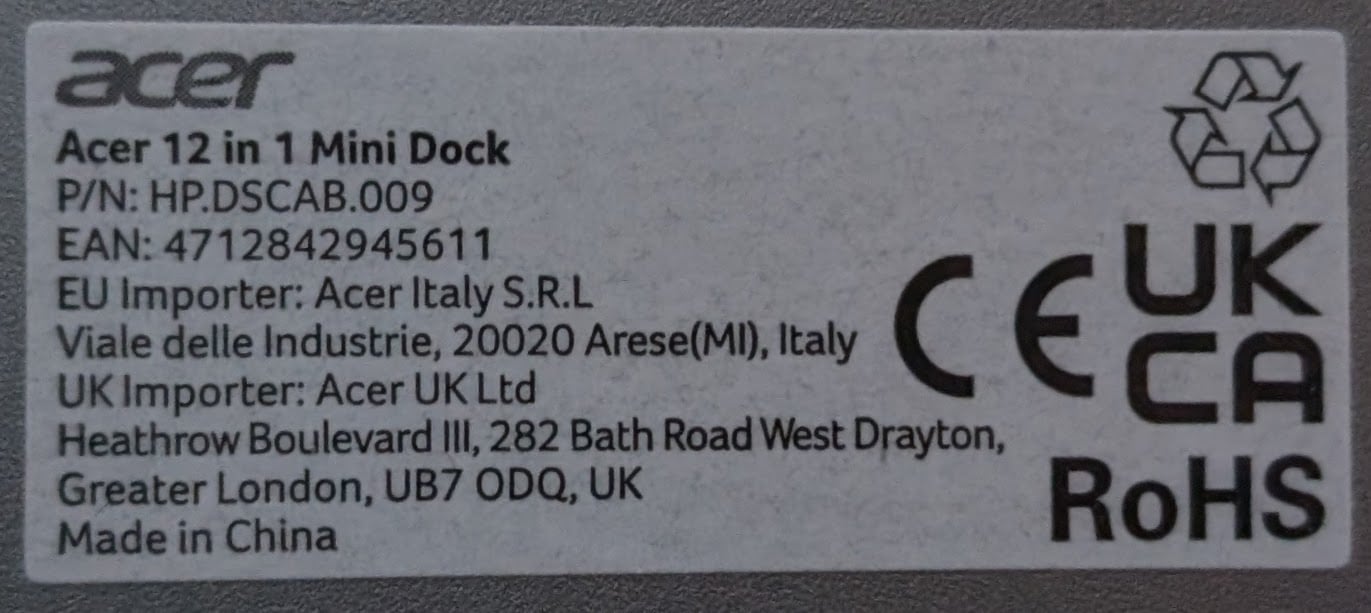 acer
Acer 12 in 1 Mini Dock
P/N: HP.DSCAB.009
EAN: 4712842945611
EU Importer: Acer Italy S.R.L
Viale delle Industrie, 20020 Arese(MI), Italy
UK Importer: Acer UK Ltd
Heathrow Boulevard III, 282 Bath Road West Drayton,
Greater London, UB7 ODQ, UK
Made in China
CE
UK
CA
RoHS